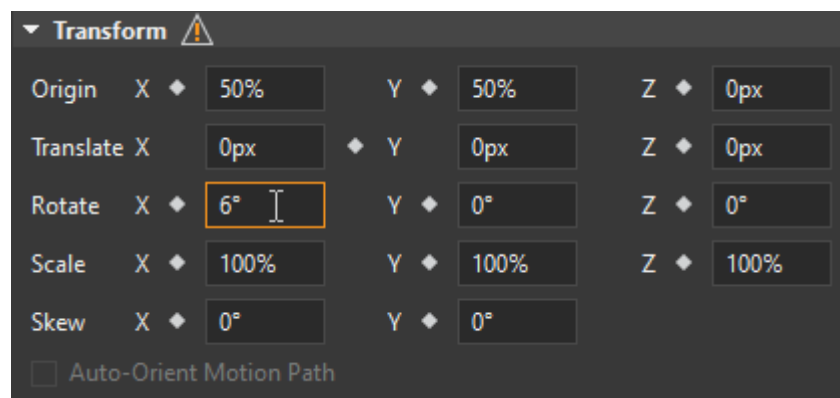 Transform
Origin X 50% Y 50% Z 0px
Translate X 0px Y 0px Z 0px
Rotate X 6° Y 0° Z 0°
Scale X 100% Y 100% Z 100%
Skew X 0° Y 0°
Auto-Orient Motion Path